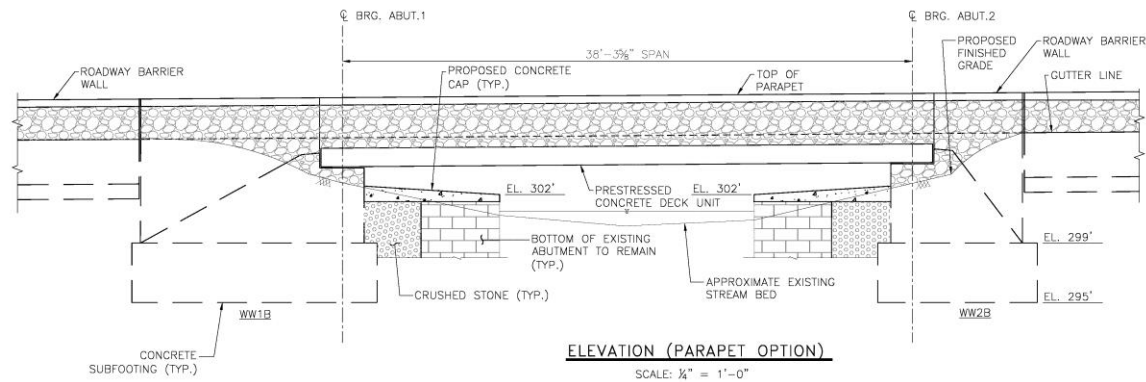 ℄ BRG. ABUT.1
℄ BRG. ABUT.2
38'-3⅝" SPAN
ROADWAY BARRIER
WALL
PROPOSED CONCRETE
CAP (TYP.)
TOP OF
PARAPET
PROPOSED
FINISHED
GRADE
ROADWAY BARRIER
WALL
GUTTER LINE
EL. 302'
PRESTRESSED
CONCRETE DECK UNIT
EL. 302'
BOTTOM OF EXISTING
ABUTMENT TO REMAIN
(TYP.)
EL. 299'
APPROXIMATE EXISTING
STREAM BED
CRUSHED STONE (TYP.)
EL. 295'
WW1B
WW2B
CONCRETE
SUBFOOTING (TYP.)
ELEVATION (PARAPET OPTION)
SCALE: ¼" = 1'-0"